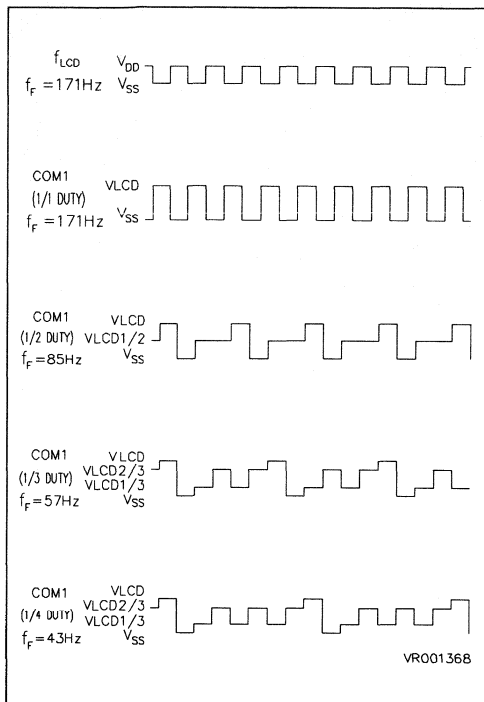 fLCD VDD
fF = 171Hz VSS
COM1
(1/1 DUTY) VLCD
fF = 171Hz VSS
COM1 VLCD
(1/2 DUTY) VLCD1/2
fF = 85Hz VSS
COM1 VLCD
(1/3 DUTY) VLCD2/3
VLCD1/3
fF = 57Hz VSS
COM1 VLCD
(1/4 DUTY) VLCD2/3
VLCD1/3
fF = 43Hz VSS
VR001368